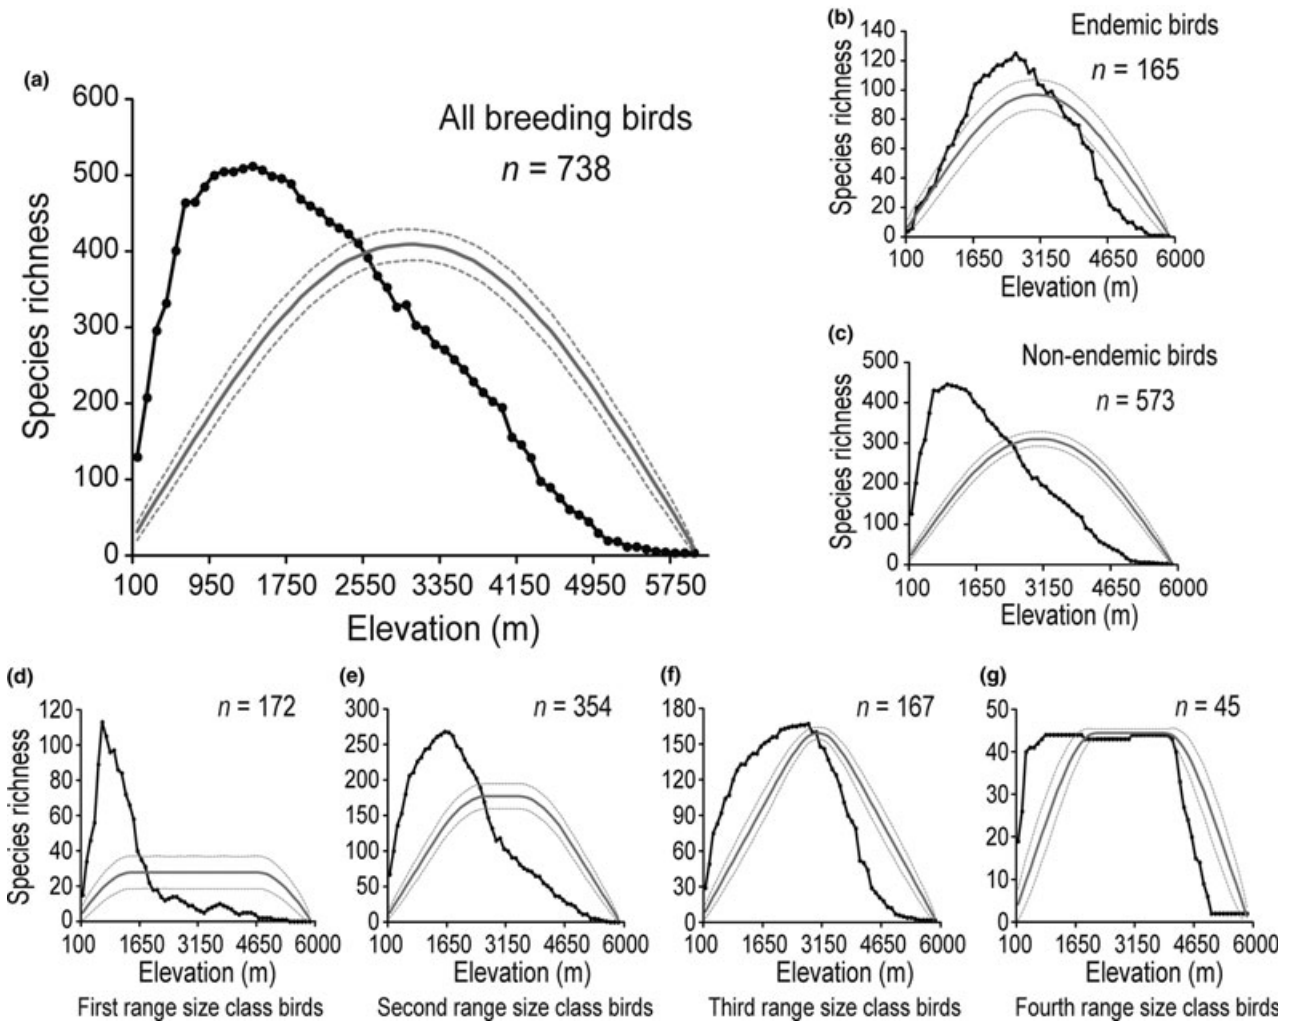 (a)
All breeding birds
n = 738
Species richness
600
500
400
300
200
100
0
100 950 1750 2550 3350 4150 4950 5750
Elevation (m)
(b)
Endemic birds
n = 165
Species richness
140
120
100
80
60
40
20
0
100 1650 3150 4650 6000
Elevation (m)
(c)
Non-endemic birds
n = 573
Species richness
500
400
300
200
100
0
100 1650 3150 4650 6000
Elevation (m)
(d)
n = 172
Species richness
120
100
80
60
40
20
0
100 1650 3150 4650 6000
Elevation (m)
First range size class birds
(e)
n = 354
300
250
200
150
100
50
0
100 1650 3150 4650 6000
Elevation (m)
Second range size class birds
(f)
n = 167
180
150
120
90
60
30
0
100 1650 3150 4650 6000
Elevation (m)
Third range size class birds
(g)
n = 45
50
40
30
20
10
0
100 1650 3150 4650 6000
Elevation (m)
Fourth range size class birds